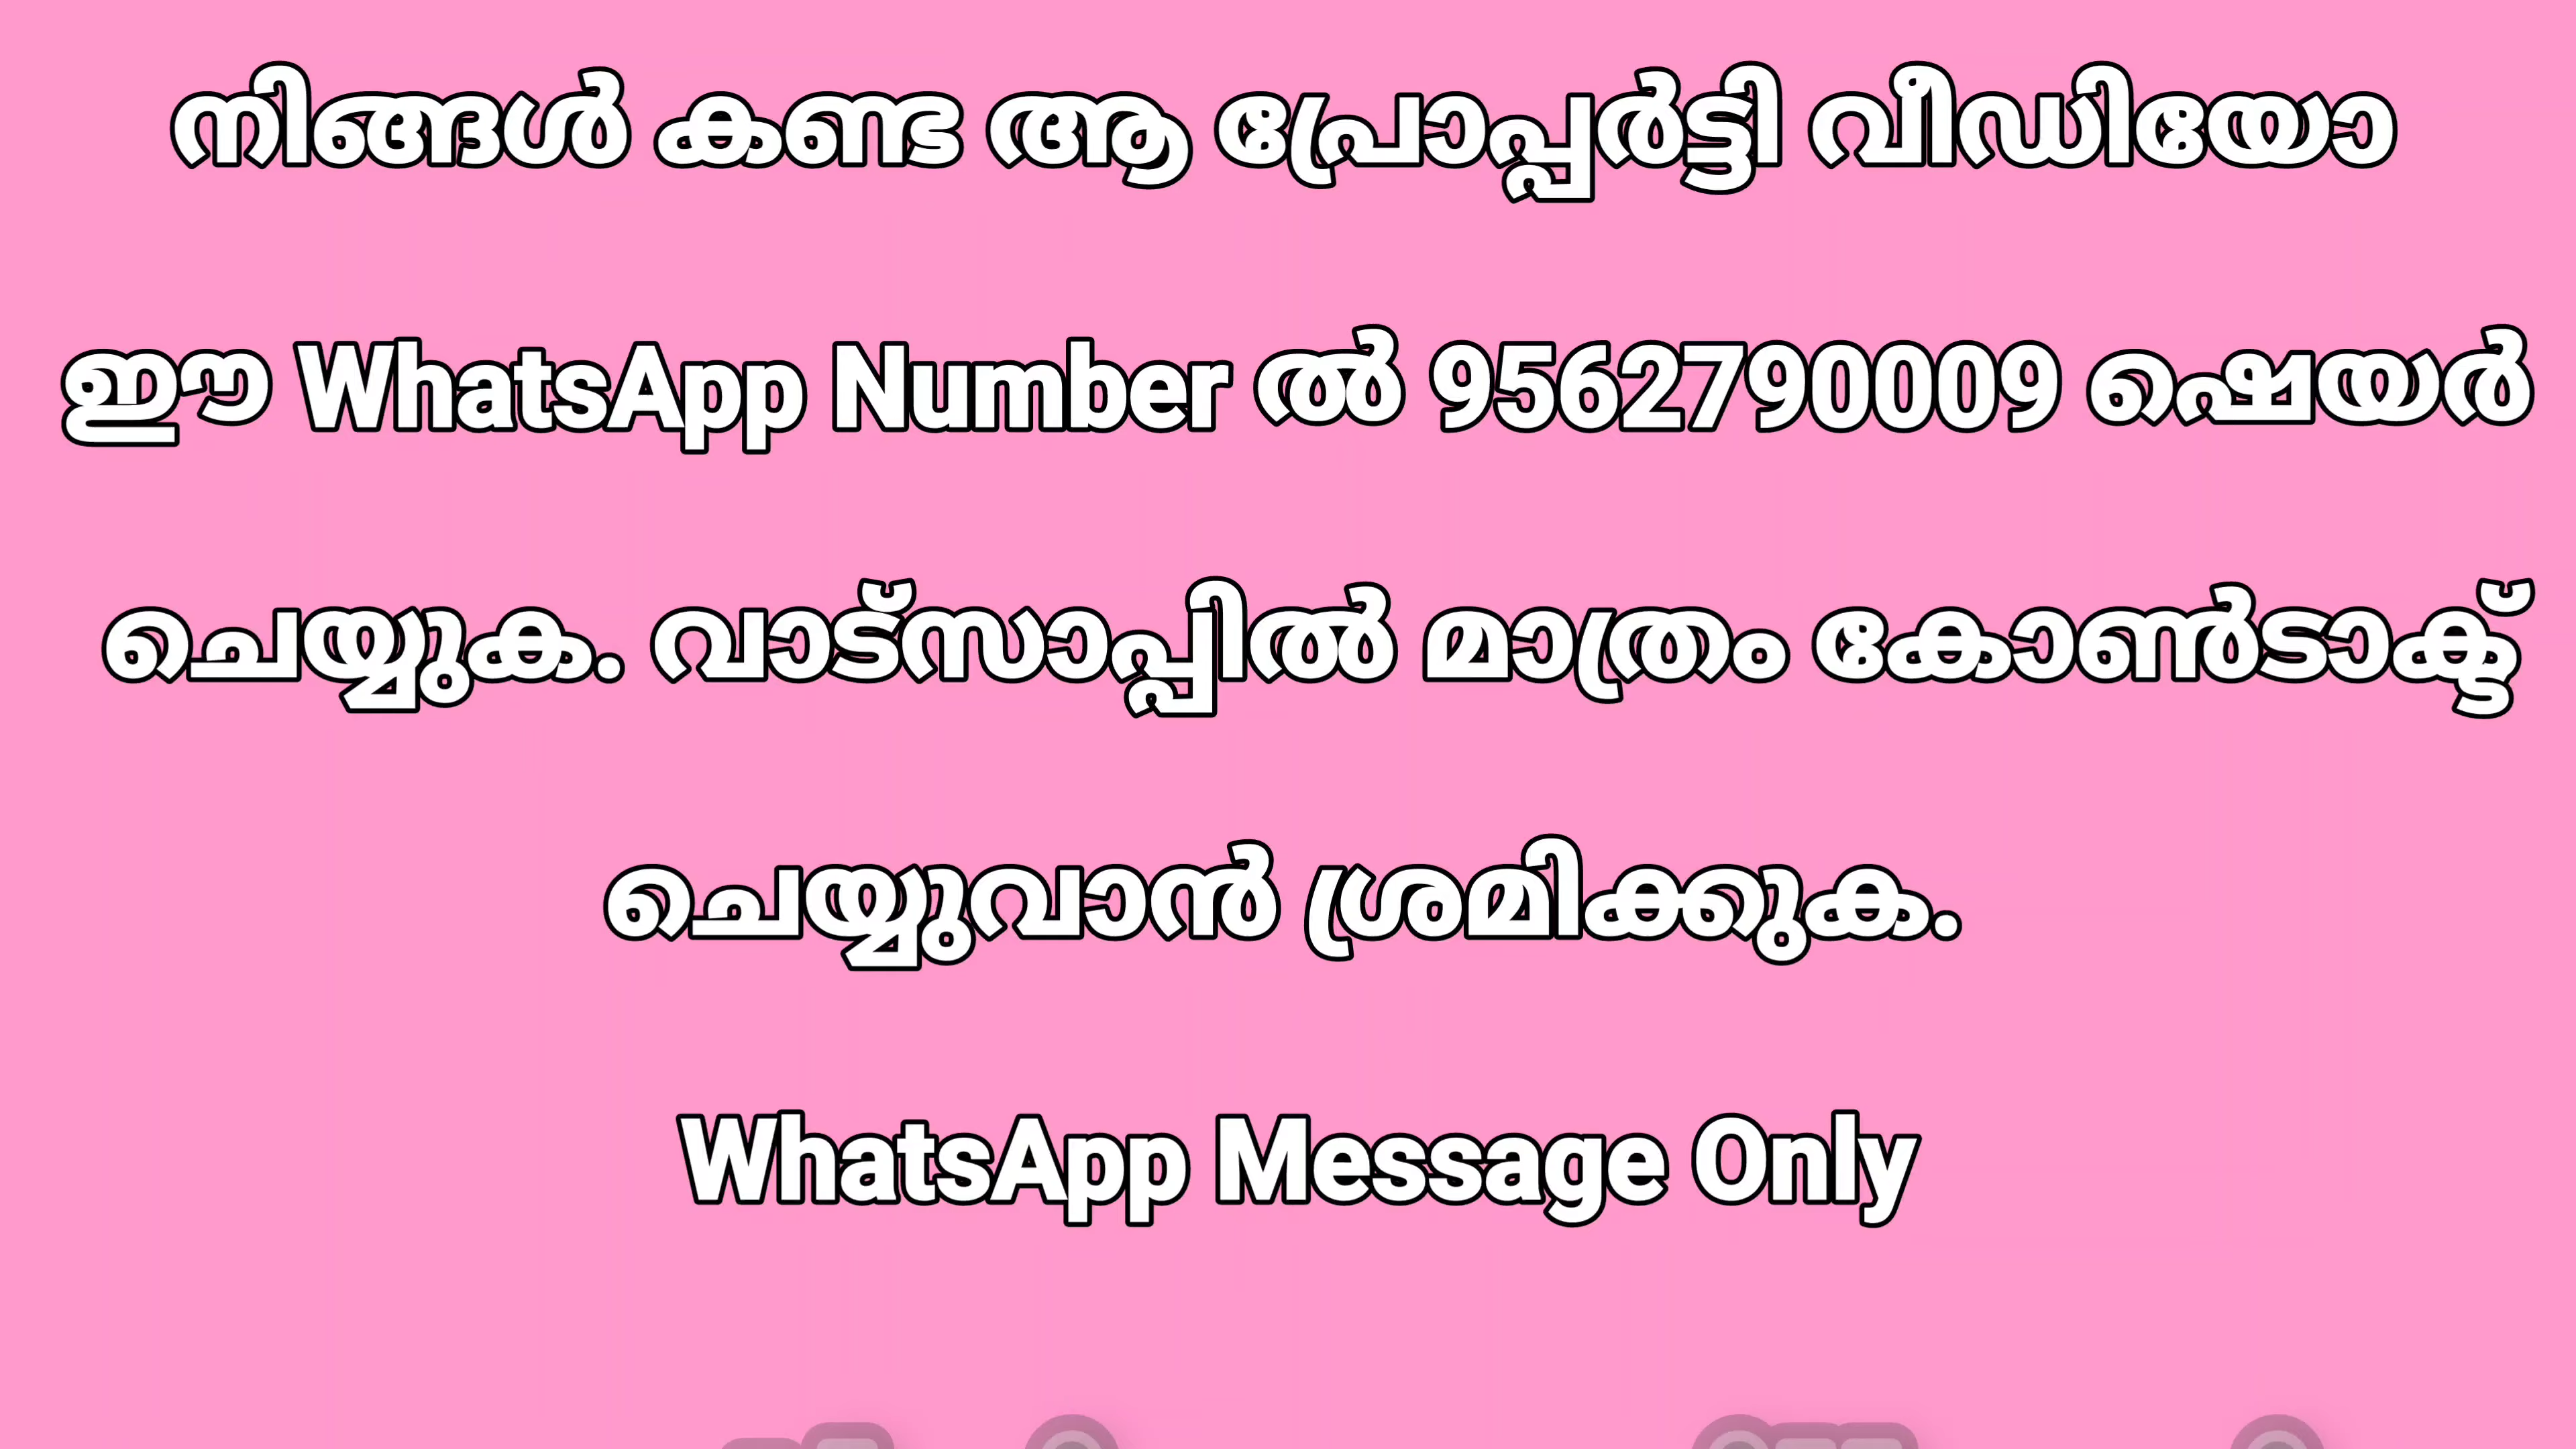 നിങ്ങൾ കണ്ട ആ പ്രോപ്പർട്ടി വീഡിയോ
ഈ WhatsApp Number ൽ 9562790009 ഷെയർ
ചെയ്യുക. വാട്സാപ്പിൽ മാത്രം കോൺടാക്ട്
ചെയ്യുവാൻ ശ്രമിക്കുക.
WhatsApp Message Only